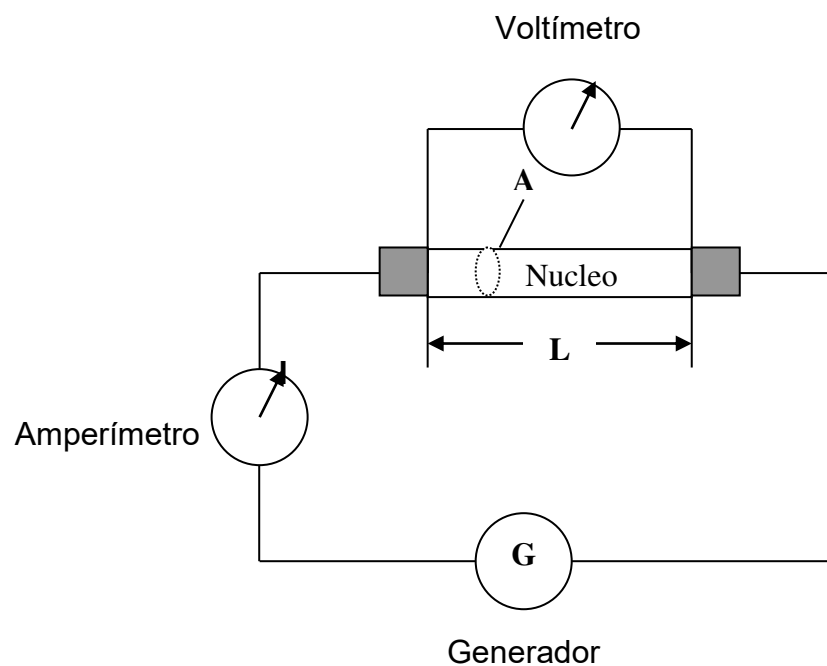 Voltímetro
A
Nucleo
L
Amperímetro
G
Generador